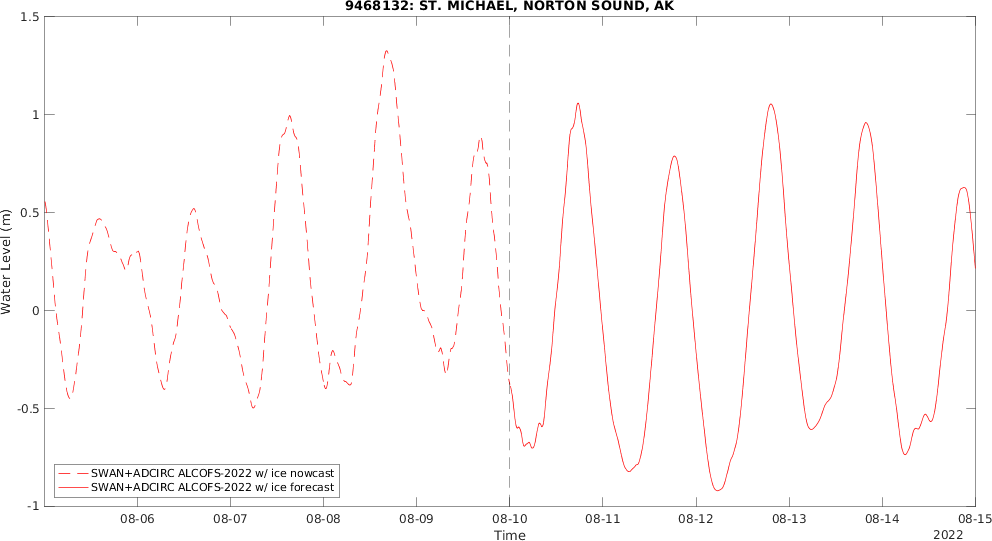 9468132: ST. MICHAEL, NORTON SOUND, AK
1.5
1
0.5
0
-0.5
-1
Water Level (m)
SWAN+ADCIRC ALCOFS-2022 w/ ice nowcast
SWAN+ADCIRC ALCOFS-2022 w/ ice forecast
08-06 08-07 08-08 08-09 08-10 08-11 08-12 08-13 08-14 08-15
Time
2022